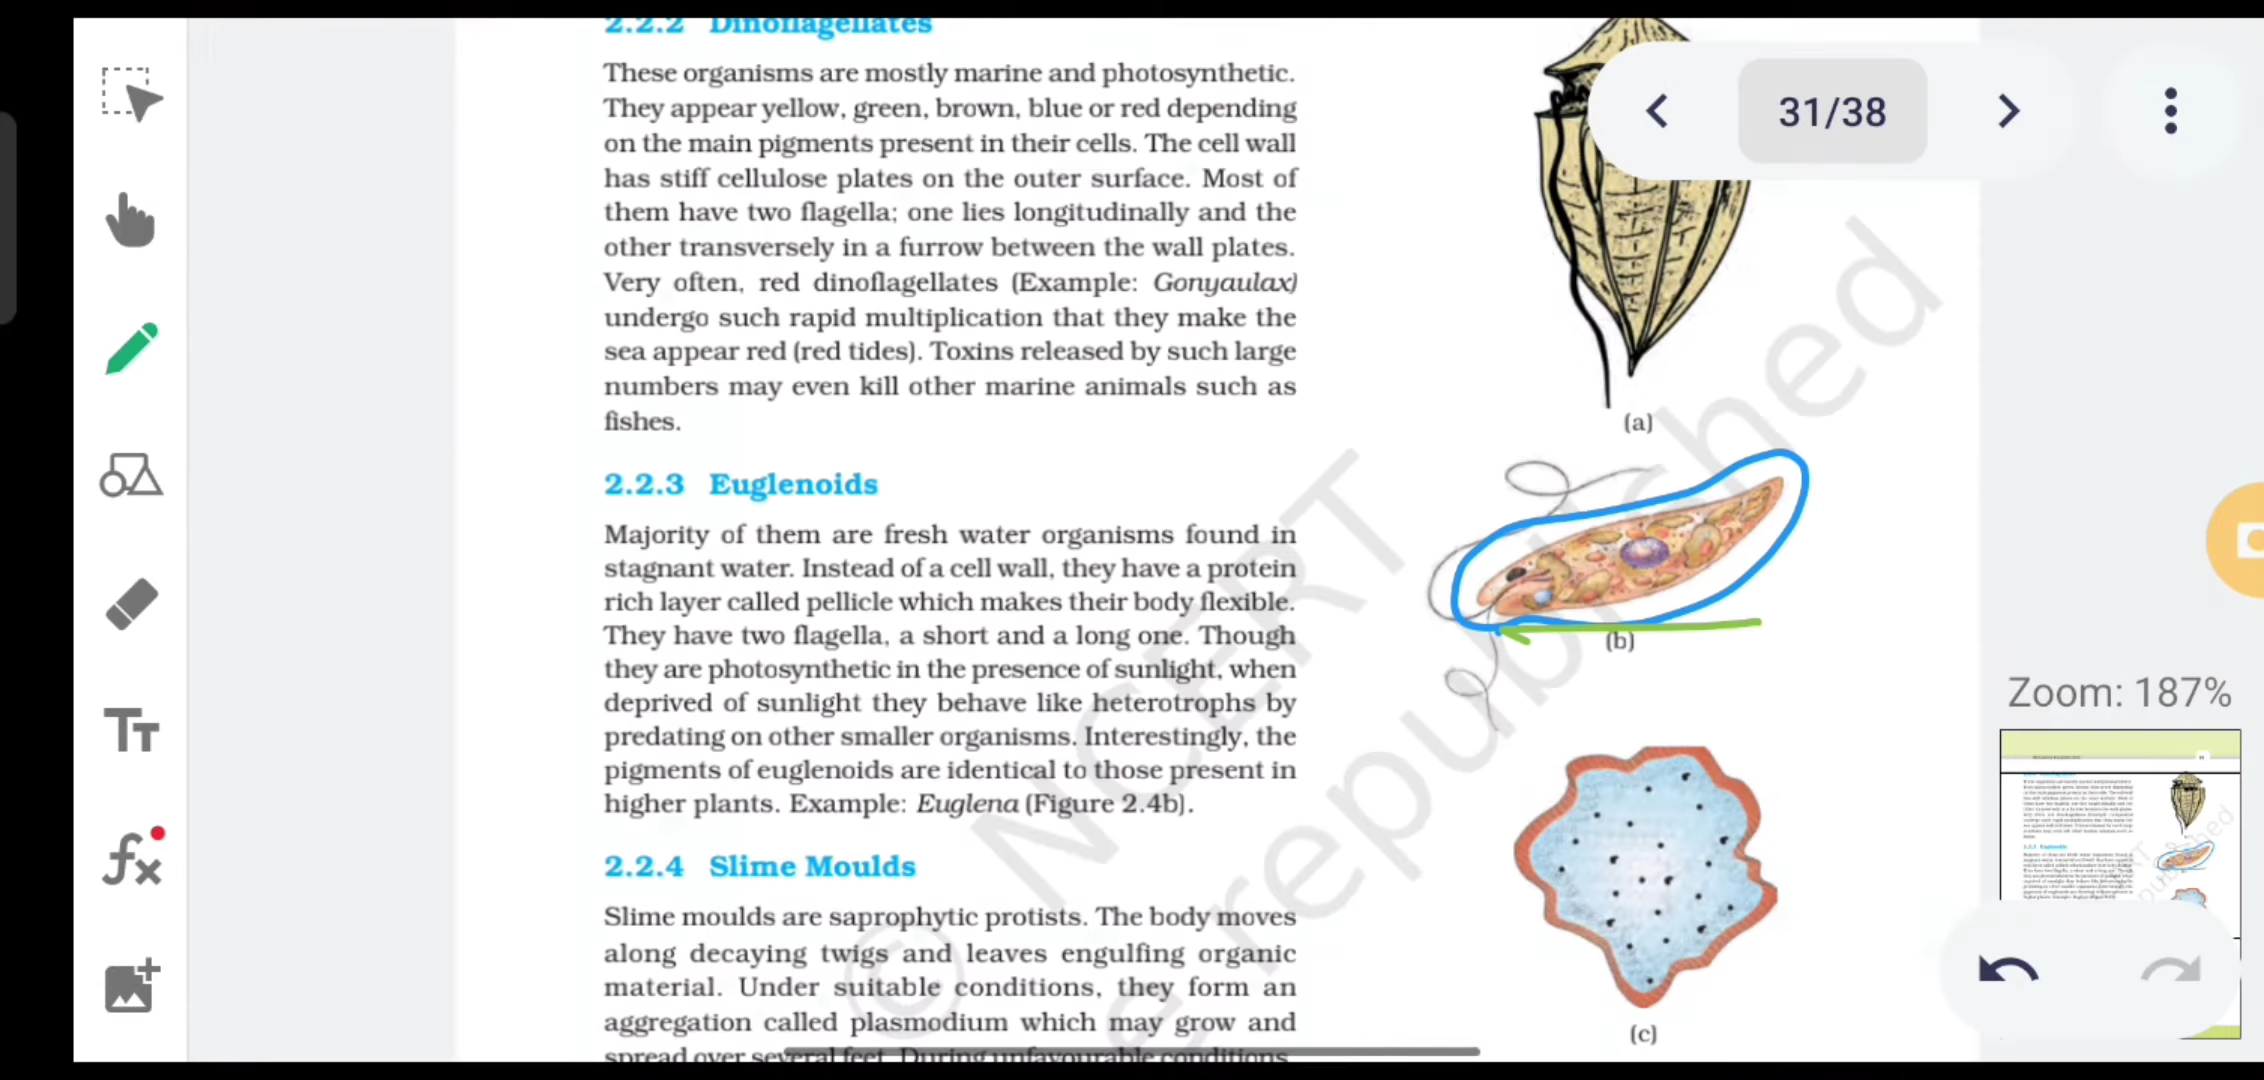 2.2.2 Dinoflagellates
These organisms are mostly marine and photosynthetic.
They appear yellow, green, brown, blue or red depending
on the main pigments present in their cells. The cell wall
has stiff cellulose plates on the outer surface. Most of
them have two flagella; one lies longitudinally and the
other transversely in a furrow between the wall plates.
Very often, red dinoflagellates (Example: Gonyaulax)
undergo such rapid multiplication that they make the
sea appear red (red tides). Toxins released by such large
numbers may even kill other marine animals such as
fishes.
2.2.3 Euglenoids
Majority of them are fresh water organisms found in
stagnant water. Instead of a cell wall, they have a protein
rich layer called pellicle which makes their body flexible.
They have two flagella, a short and a long one. Though
they are photosynthetic in the presence of sunlight, when
deprived of sunlight they behave like heterotrophs by
predating on other smaller organisms. Interestingly, the
pigments of euglenoids are identical to those present in
higher plants. Example: Euglena (Figure 2.4b).
2.2.4 Slime Moulds
Slime moulds are saprophytic protists. The body moves
along decaying twigs and leaves engulfing organic
material. Under suitable conditions, they form an
aggregation called plasmodium which may grow and
spread over several feet. During unfavourable conditions,
(a)
(b)
(c)
31/38
Zoom: 187%
TT
fx
© NCERT
republished